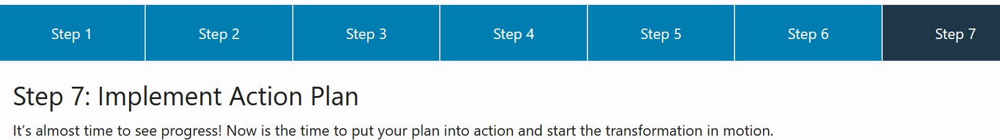 Step 1 Step 2 Step 3 Step 4 Step 5 Step 6 Step 7
Step 7: Implement Action Plan
It’s almost time to see progress! Now is the time to put your plan into action and start the transformation in motion.